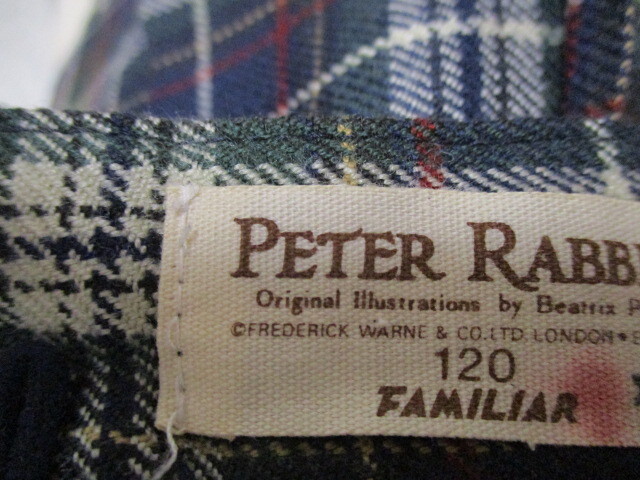 PETER RABB
Original Illustrations by Beatrix P
©FREDERICK WARNE & CO.LTD. LONDON
120
FAMILIAR